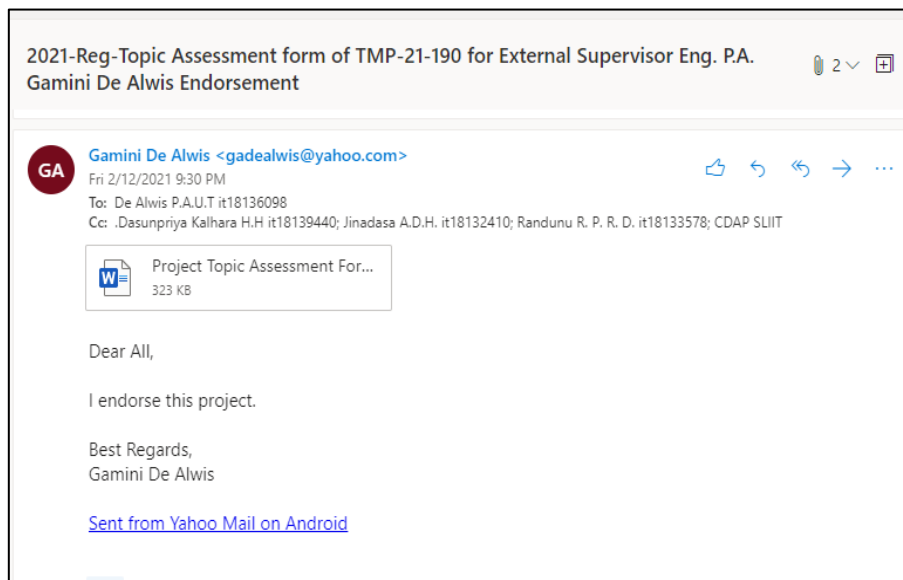 2021-Reg-Topic Assessment form of TMP-21-190 for External Supervisor Eng. P.A.
Gamini De Alwis Endorsement
2
GA
Gamini De Alwis <gadealwis@yahoo.com>
Fri 2/12/2021 9:30 PM
To: De Alwis P.A.U.T it18136098
Cc: .Dasunpriya Kalhara H.H it18139440; Jinadasa A.D.H. it18132410; Randunu R. P. R. D. it18133578; CDAP SLIIT
W
Project Topic Assessment For...
323 KB
Dear All,
I endorse this project.
Best Regards,
Gamini De Alwis
Sent from Yahoo Mail on Android